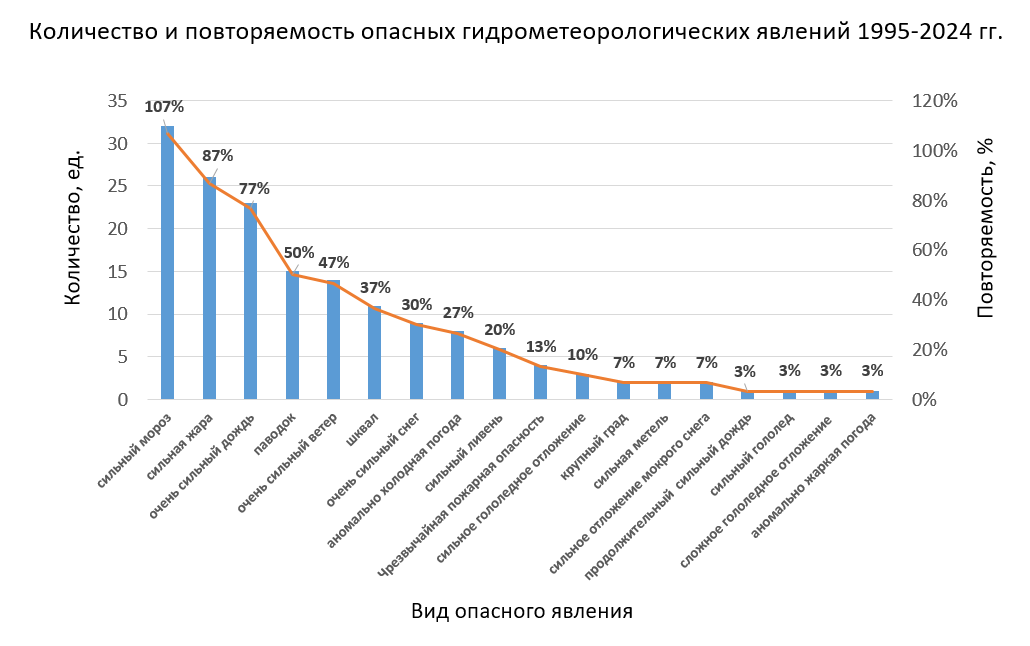 Количество и повторяемость опасных гидрометеорологических явлений 1995-2024 гг.
Количество, ед.
35
30
25
20
15
10
5
0
107%
87%
77%
50%
47%
37%
30%
27%
20%
13%
10%
7%
7%
7%
3%
3%
3%
3%
120%
100%
80%
60%
40%
20%
0%
Повторяемость, %
сильный мороз
сильная жара
очень сильный дождь
паводок
очень сильный ветер
шквал
очень сильный снег
аномально холодная погода
сильный ливень
Чрезвычайная пожарная опасность
сильное гололедное отложение
крупный град
сильная метель
сильное отложение мокрого снега
продолжительный сильный дождь
сильный гололед
сложное гололедное отложение
аномально жаркая погода
Вид опасного явления